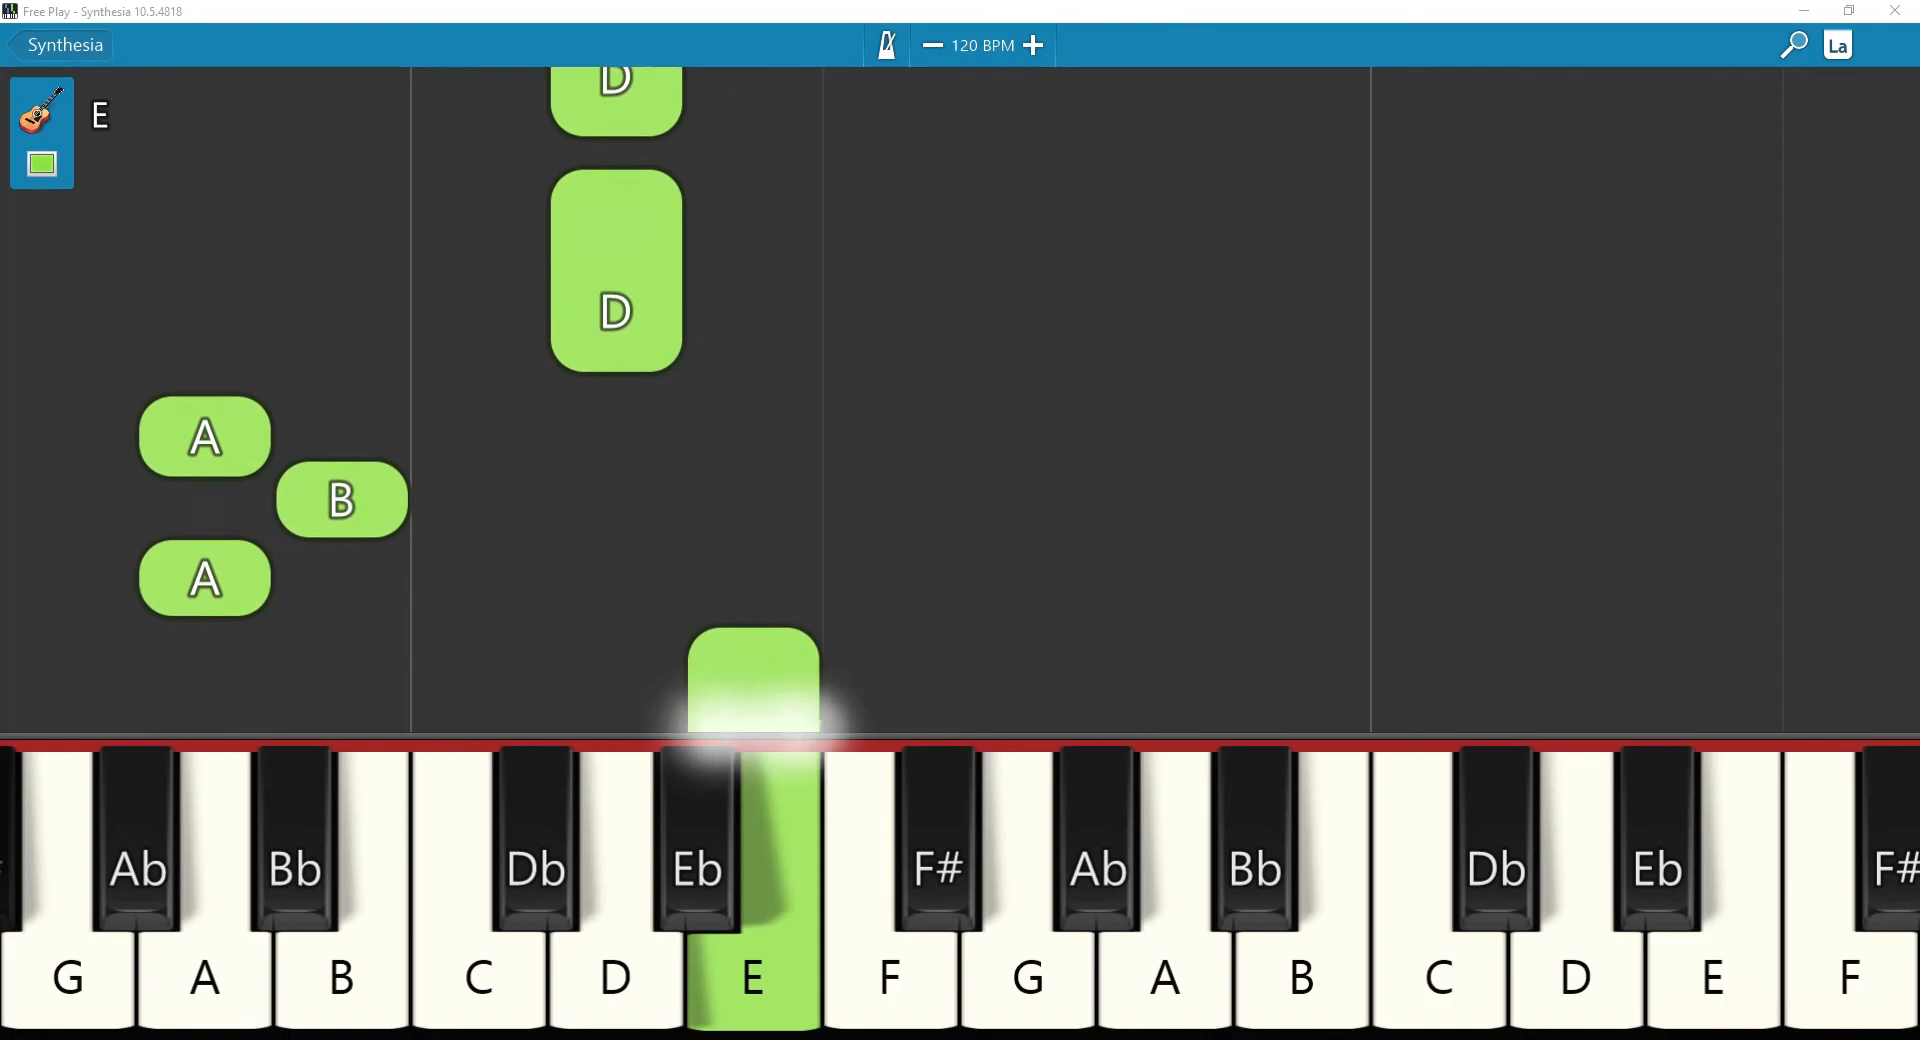 Free Play - Synthesia 10.5.4818
Synthesia
120 BPM
La
E
D
D
A
B
A
Ab Bb Db Eb F# Ab Bb Db Eb F#
G A B C D E F G A B C D E F